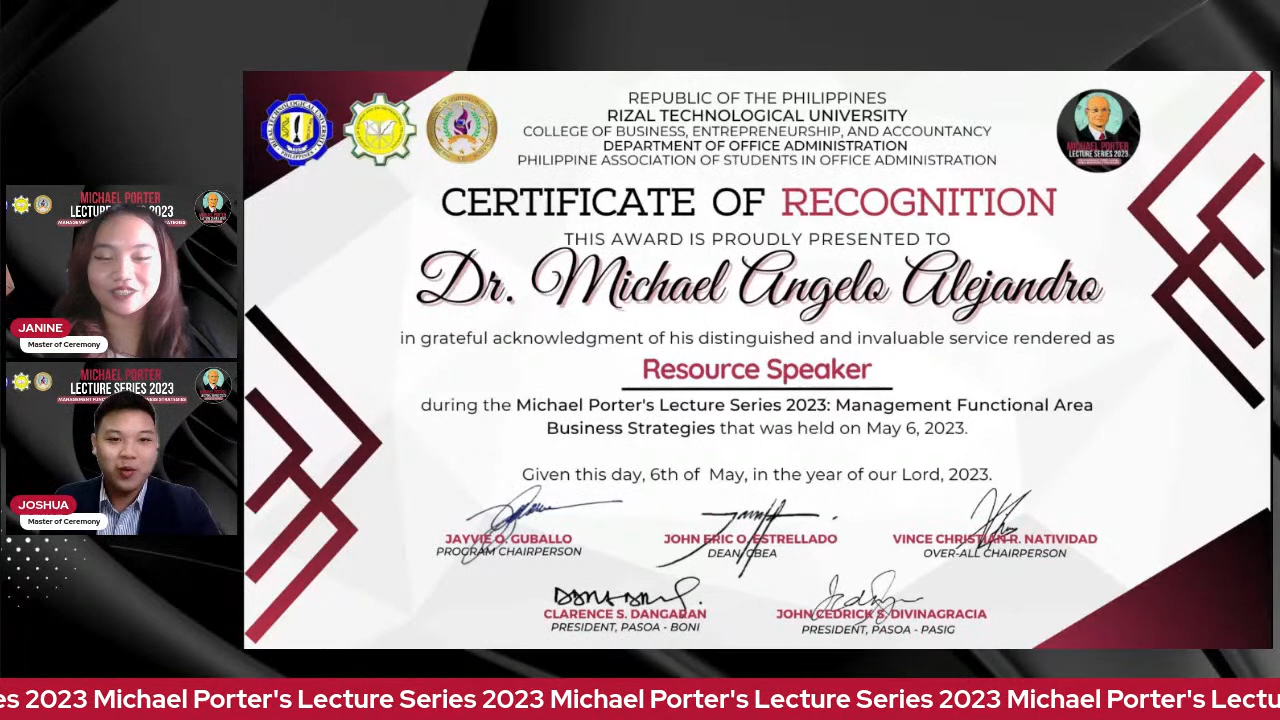 REPUBLIC OF THE PHILIPPINES
RIZAL TECHNOLOGICAL UNIVERSITY
COLLEGE OF BUSINESS, ENTREPRENEURSHIP, AND ACCOUNTANCY
DEPARTMENT OF OFFICE ADMINISTRATION
PHILIPPINE ASSOCIATION OF STUDENTS IN OFFICE ADMINISTRATION
MICHAEL PORTER
LECTURE SERIES 2023
CERTIFICATE OF RECOGNITION
THIS AWARD IS PROUDLY PRESENTED TO
Dr. Michael Angelo Alejandro
in grateful acknowledgment of his distinguished and invaluable service rendered as
Resource Speaker
during the Michael Porter's Lecture Series 2023: Management Functional Area
Business Strategies that was held on May 6, 2023.
Given this day, 6th of May, in the year of our Lord, 2023.
JAYVIE O. GUBALLO
PROGRAM CHAIRPERSON
JOHN ERIC O. ESTRELLADO
DEAN, CBEA
VINCE CHRISTIAN R. NATIVIDAD
OVER-ALL CHAIRPERSON
CLARENCE S. DANGARAN
PRESIDENT, PASOA - BONI
JOHN CEDRICK S. DIVINAGRACIA
PRESIDENT, PASOA - PASIG
MICHAEL PORTER
2023
JANINE
Master of Ceremony
MICHAEL PORTER
LECTURE SERIES 2023
JOSHUA
Master of Ceremony
es 2023 Michael Porter's Lecture Series 2023 Michael Porter's Lecture Series 2023 Michael Porter's Lectu